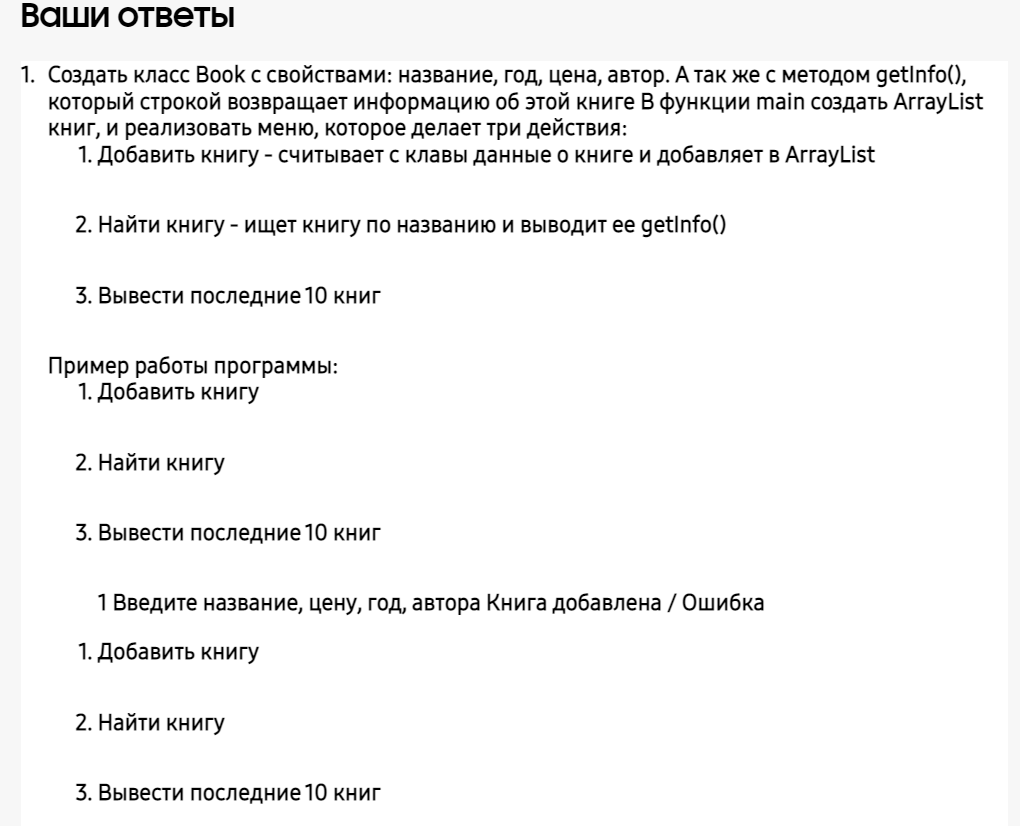 Ваши ответы
1. Создать класс Book с свойствами: название, год, цена, автор. А так же с методом getInfo(),
который строкой возвращает информацию об этой книге В функции main создать ArrayList
книг, и реализовать меню, которое делает три действия:
1. Добавить книгу - считывает с клавы данные о книге и добавляет в ArrayList
2. Найти книгу - ищет книгу по названию и выводит ее getInfo()
3. Вывести последние 10 книг
Пример работы программы:
1. Добавить книгу
2. Найти книгу
3. Вывести последние 10 книг
1 Введите название, цену, год, автора Книга добавлена / Ошибка
1. Добавить книгу
2. Найти книгу
3. Вывести последние 10 книг